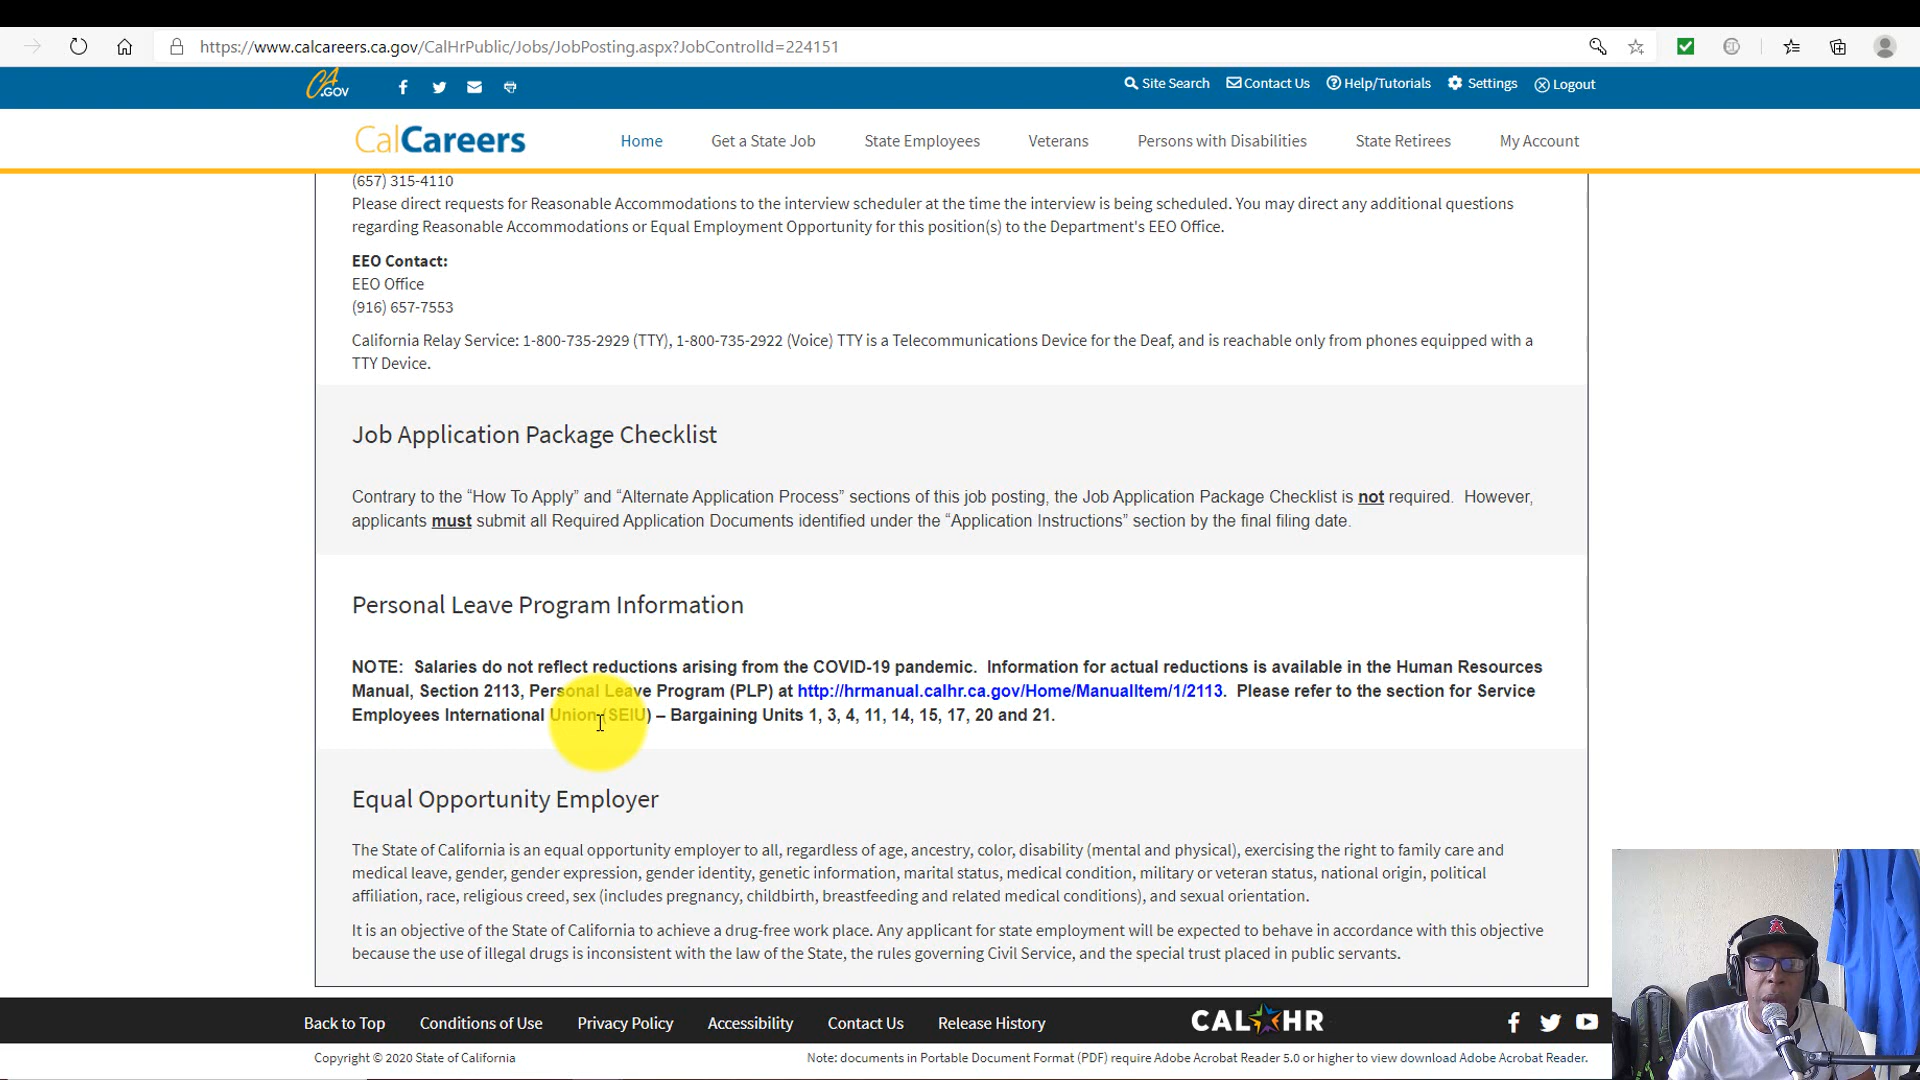 https://www.calcareers.ca.gov/CalHrPublic/Jobs/JobPosting.aspx?JobControlId=224151
CA.GOV
Site Search
Contact Us
Help/Tutorials
Settings
Logout
CalCareers
Home
Get a State Job
State Employees
Veterans
Persons with Disabilities
State Retirees
My Account
(657) 315-4110
Please direct requests for Reasonable Accommodations to the interview scheduler at the time the interview is being scheduled. You may direct any additional questions
regarding Reasonable Accommodations or Equal Employment Opportunity for this position(s) to the Department's EEO Office.
EEO Contact:
EEO Office
(916) 657-7553
California Relay Service: 1-800-735-2929 (TTY), 1-800-735-2922 (Voice) TTY is a Telecommunications Device for the Deaf, and is reachable only from phones equipped with a
TTY Device.
Job Application Package Checklist
Contrary to the “How To Apply” and “Alternate Application Process” sections of this job posting, the Job Application Package Checklist is not required.  However,
applicants must submit all Required Application Documents identified under the “Application Instructions” section by the final filing date.
Personal Leave Program Information
NOTE:  Salaries do not reflect reductions arising from the COVID-19 pandemic.  Information for actual reductions is available in the Human Resources
Manual, Section 2113, Personal Leave Program (PLP) at http://hrmanual.calhr.ca.gov/Home/ManualItem/1/2113.  Please refer to the section for Service
Employees International Union (SEIU) – Bargaining Units 1, 3, 4, 11, 14, 15, 17, 20 and 21.
Equal Opportunity Employer
The State of California is an equal opportunity employer to all, regardless of age, ancestry, color, disability (mental and physical), exercising the right to family care and
medical leave, gender, gender expression, gender identity, genetic information, marital status, medical condition, military or veteran status, national origin, political
affiliation, race, religious creed, sex (includes pregnancy, childbirth, breastfeeding and related medical conditions), and sexual orientation.
It is an objective of the State of California to achieve a drug-free work place. Any applicant for state employment will be expected to behave in accordance with this objective
because the use of illegal drugs is inconsistent with the law of the State, the rules governing Civil Service, and the special trust placed in public servants.
Back to Top
Conditions of Use
Privacy Policy
Accessibility
Contact Us
Release History
CALHR
Copyright © 2020 State of California
Note: documents in Portable Document Format (PDF) require Adobe Acrobat Reader 5.0 or higher to view download Adobe Acrobat Reader.